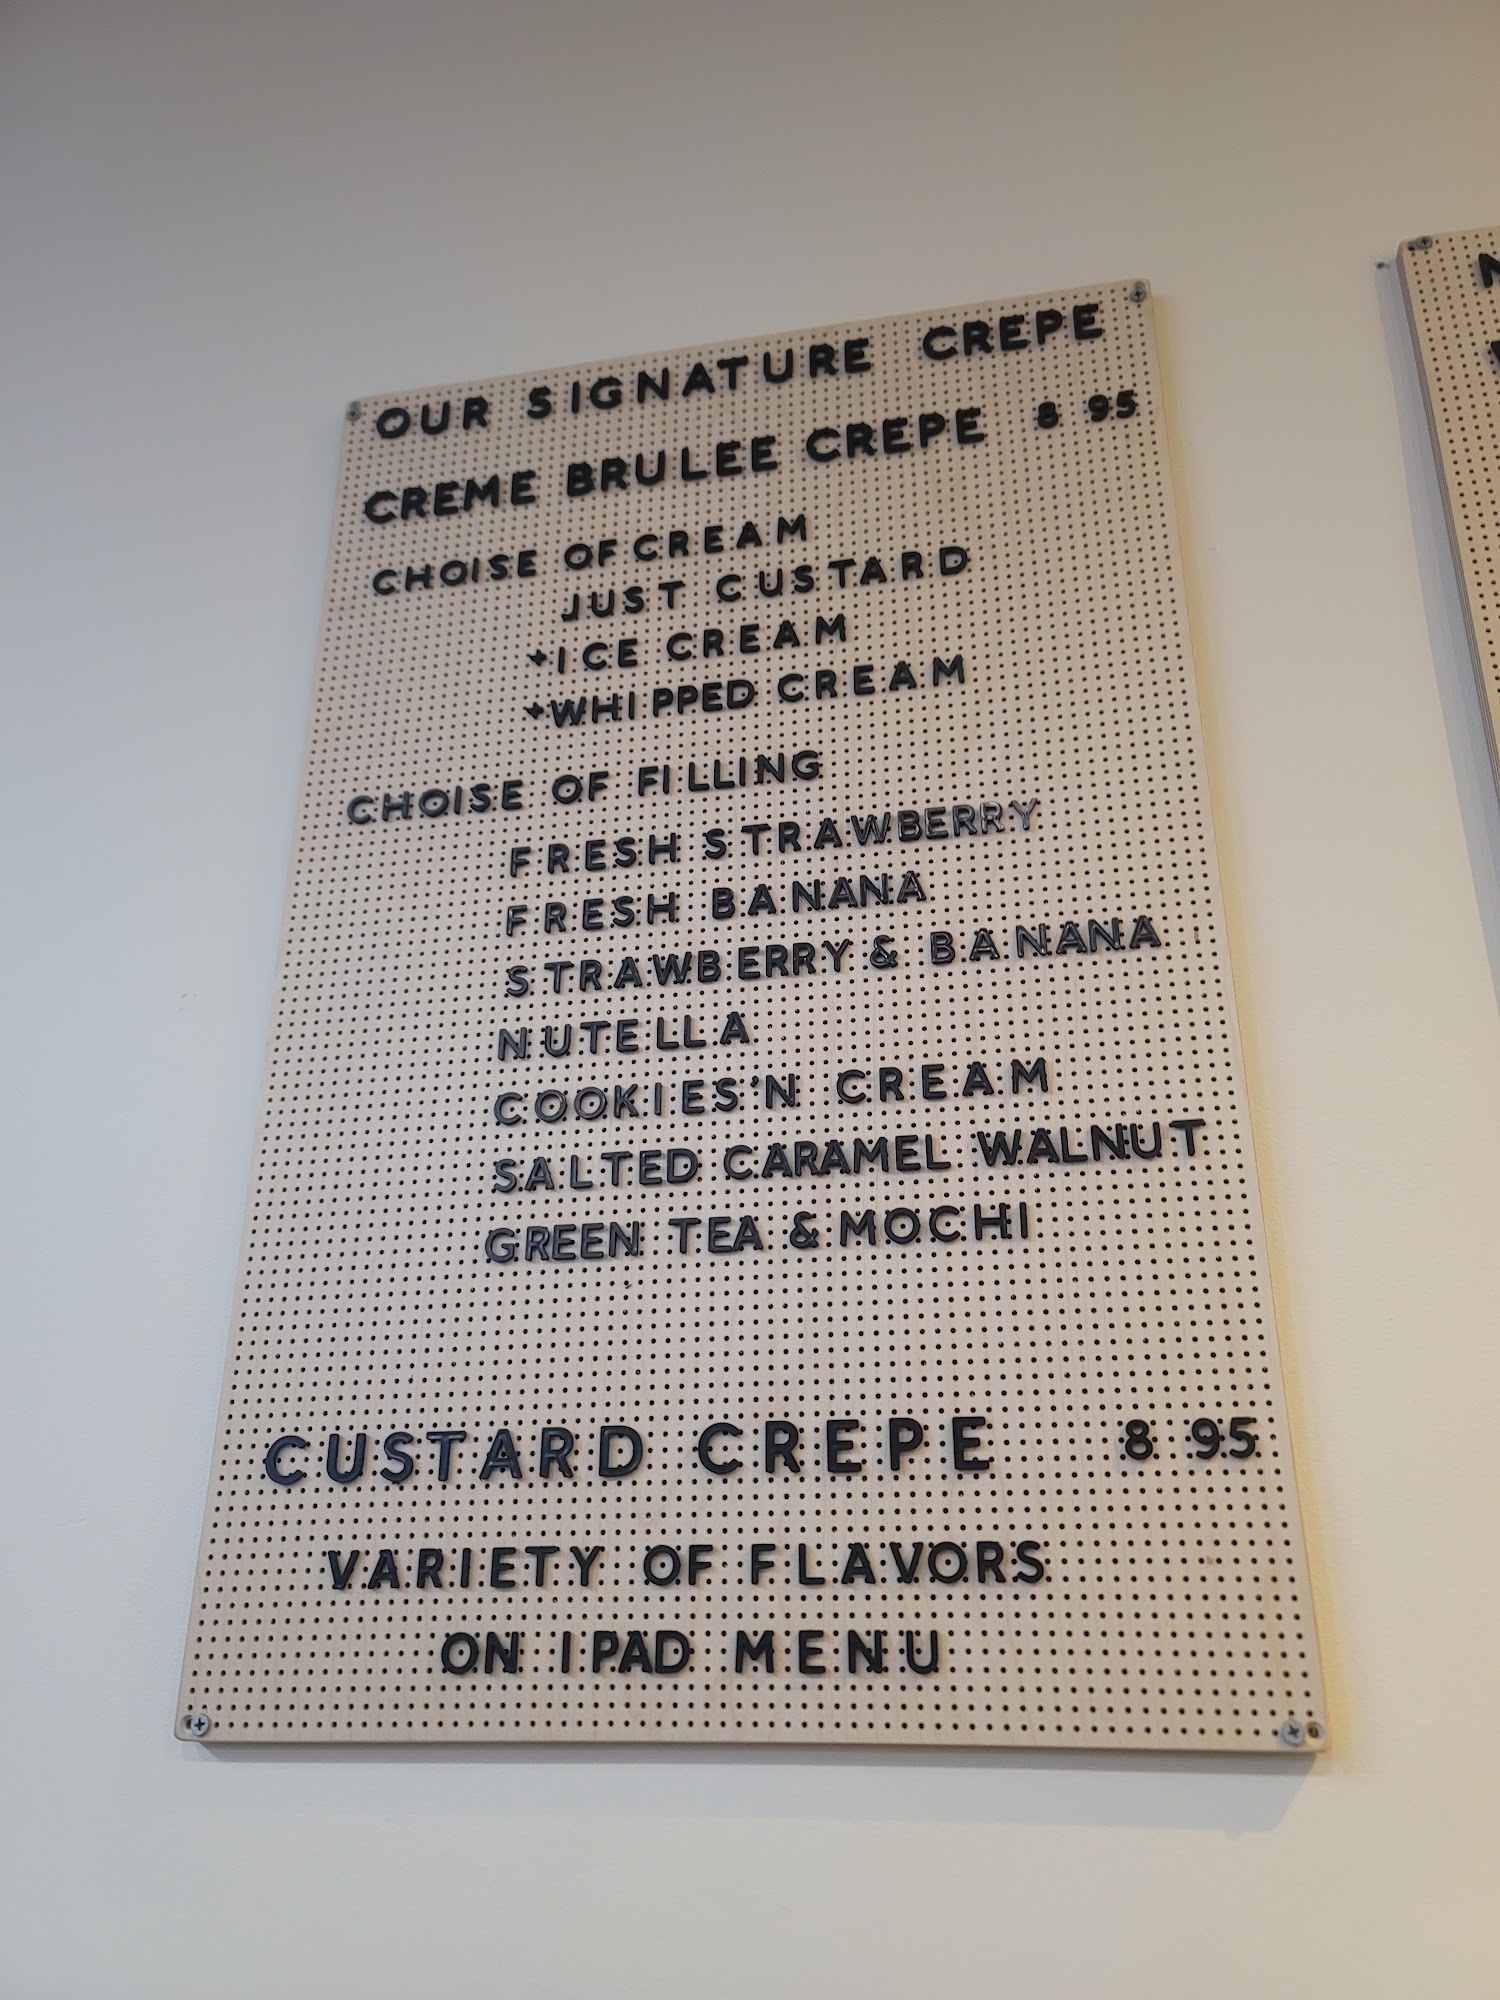 OUR SIGNATURE CREPE
CREME BRULEE CREPE 8 95
CHOISE OF CREAM
JUST CUSTARD
+ICE CREAM
+WHIPPED CREAM
CHOISE OF FILLING
FRESH STRAWBERRY
FRESH BANANA
STRAWBERRY & BANANA
NUTELLA
COOKIES'N CREAM
SALTED CARAMEL WALNUT
GREEN TEA & MOCHI
CUSTARD CREPE 8 95
VARIETY OF FLAVORS
ON IPAD MENU